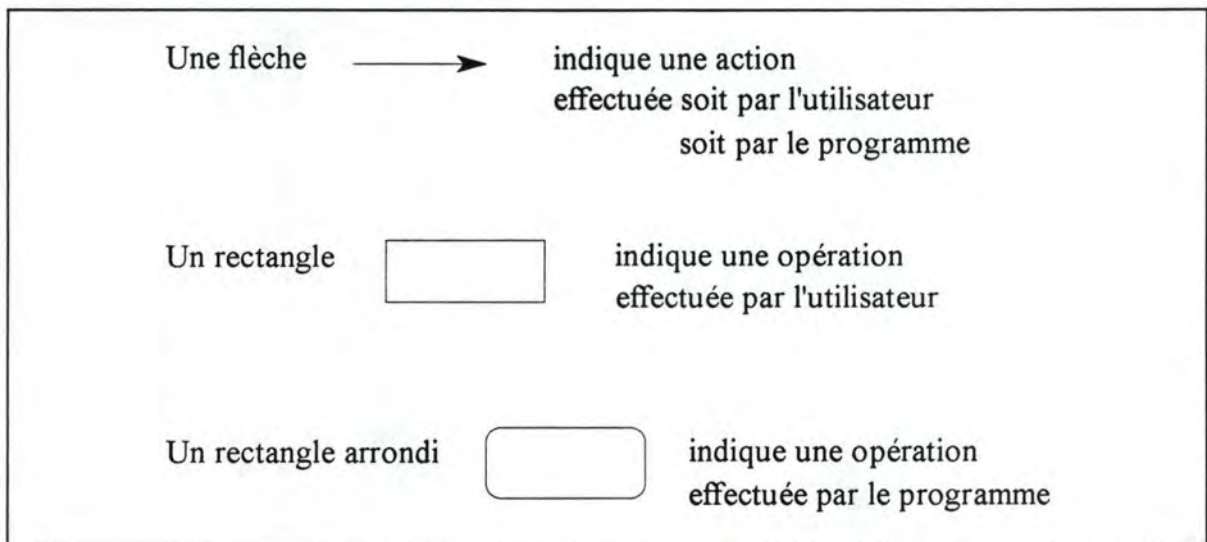 Une flèche indique une action
effectuée soit par l'utilisateur
soit par le programme
Un rectangle indique une opération
effectuée par l'utilisateur
Un rectangle arrondi indique une opération
effectuée par le programme